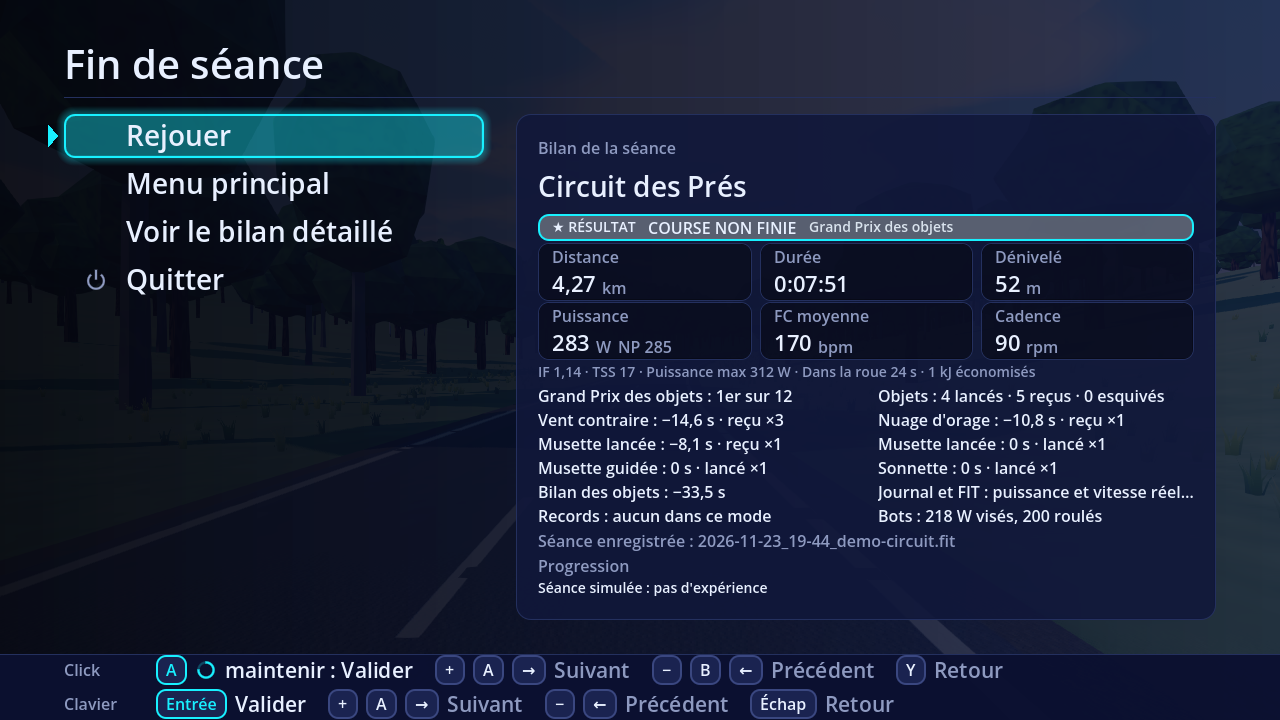 Fin de séance
Rejouer
Menu principal
Voir le bilan détaillé
Quitter
Bilan de la séance
Circuit des Prés
★ RÉSULTAT COURSE NON FINIE Grand Prix des objets
Distance Durée Dénivelé
4,27 km 0:07:51 52 m
Puissance FC moyenne Cadence
283 W NP 285 170 bpm 90 rpm
IF 1,14 · TSS 17 · Puissance max 312 W · Dans la roue 24 s · 1 kJ économisés
Grand Prix des objets : 1er sur 12 Objets : 4 lancés · 5 reçus · 0 esquivés
Vent contraire : −14,6 s · reçu ×3 Nuage d'orage : −10,8 s · reçu ×1
Musette lancée : −8,1 s · reçu ×1 Musette lancée : 0 s · lancé ×1
Musette guidée : 0 s · lancé ×1 Sonnette : 0 s · lancé ×1
Bilan des objets : −33,5 s Journal et FIT : puissance et vitesse réel…
Records : aucun dans ce mode Bots : 218 W visés, 200 roulés
Séance enregistrée : 2026-11-23_19-44_demo-circuit.fit
Progression
Séance simulée : pas d'expérience
Click A maintenir : Valider + A → Suivant − B ← Précédent Y Retour
Clavier Entrée Valider + A → Suivant − ← Précédent Échap Retour